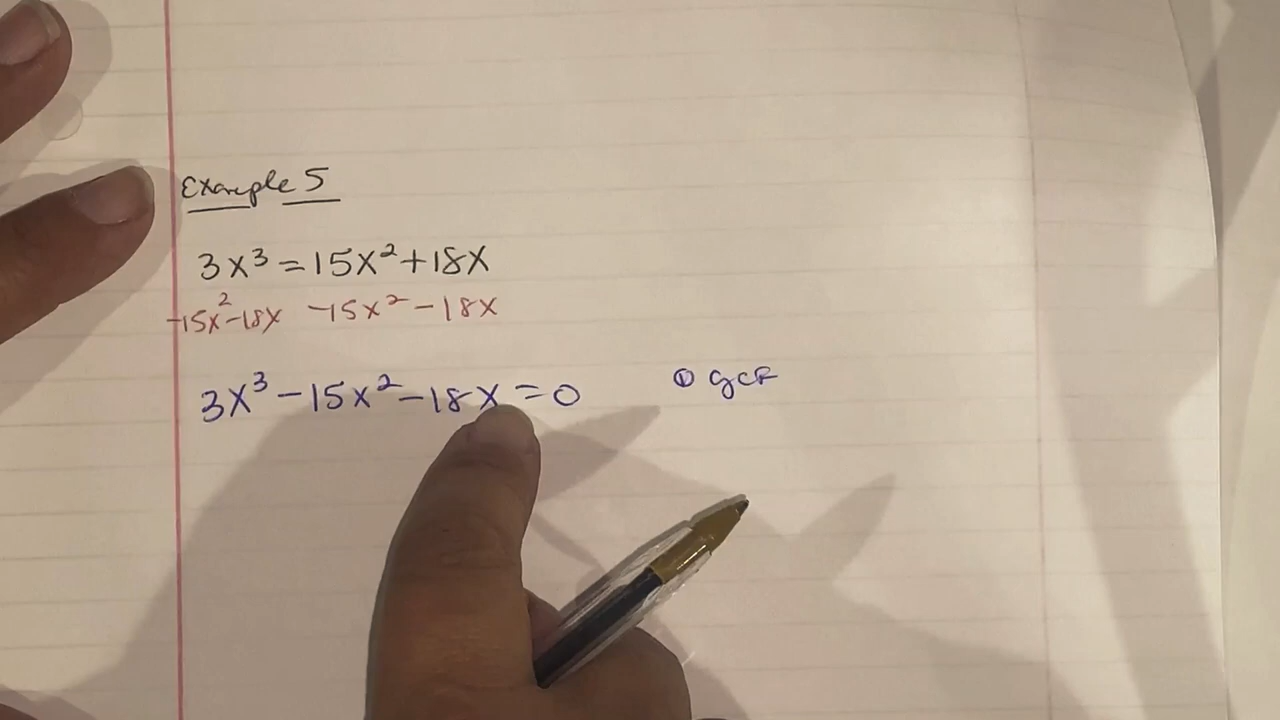 Example 5
3x³ = 15x² + 18x
-15x² - 18x -15x² - 18x
3x³ - 15x² - 18x = 0 ① gcf